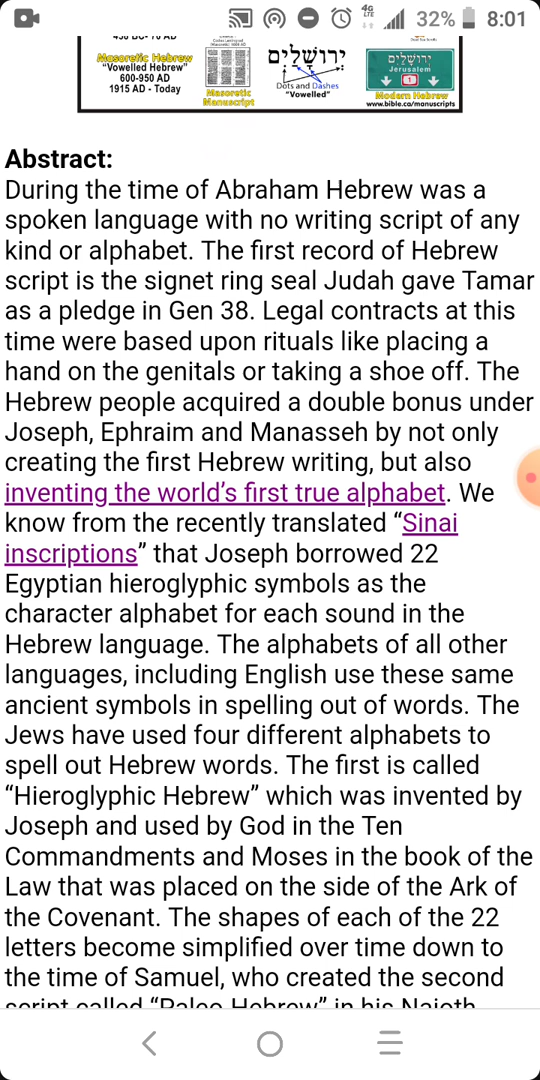 4G
LTE
32%
8:01
Masoretic Hebrew
"Vowelled Hebrew"
600-950 AD
1915 AD - Today
Masoretic
Manuscript
יְרוּשָׁלַיִם
Dots and Dashes
"Vowelled"
יְרוּשָׁלַיִם
Jerusalem
1
Modern Hebrew
www.bible.ca/manuscripts
Abstract:
During the time of Abraham Hebrew was a
spoken language with no writing script of any
kind or alphabet. The first record of Hebrew
script is the signet ring seal Judah gave Tamar
as a pledge in Gen 38. Legal contracts at this
time were based upon rituals like placing a
hand on the genitals or taking a shoe off. The
Hebrew people acquired a double bonus under
Joseph, Ephraim and Manasseh by not only
creating the first Hebrew writing, but also
inventing the world’s first true alphabet. We
know from the recently translated “Sinai
inscriptions” that Joseph borrowed 22
Egyptian hieroglyphic symbols as the
character alphabet for each sound in the
Hebrew language. The alphabets of all other
languages, including English use these same
ancient symbols in spelling out of words. The
Jews have used four different alphabets to
spell out Hebrew words. The first is called
“Hieroglyphic Hebrew” which was invented by
Joseph and used by God in the Ten
Commandments and Moses in the book of the
Law that was placed on the side of the Ark of
the Covenant. The shapes of each of the 22
letters become simplified over time down to
the time of Samuel, who created the second
script called “Paleo-Hebrew” in his Naioth